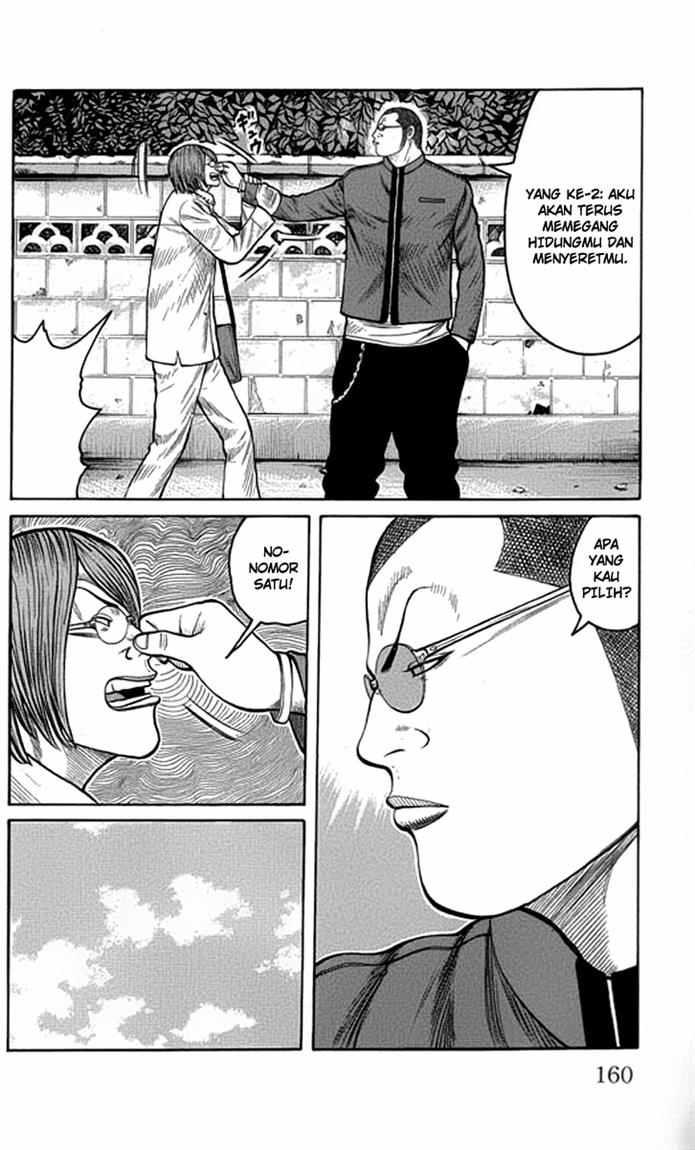 YANG KE-2: AKU
AKAN TERUS
MEMEGANG
HIDUNGMU DAN
MENYERETMU.
APA
YANG
KAU
PILIH?
NO-
NOMOR
SATU!
160